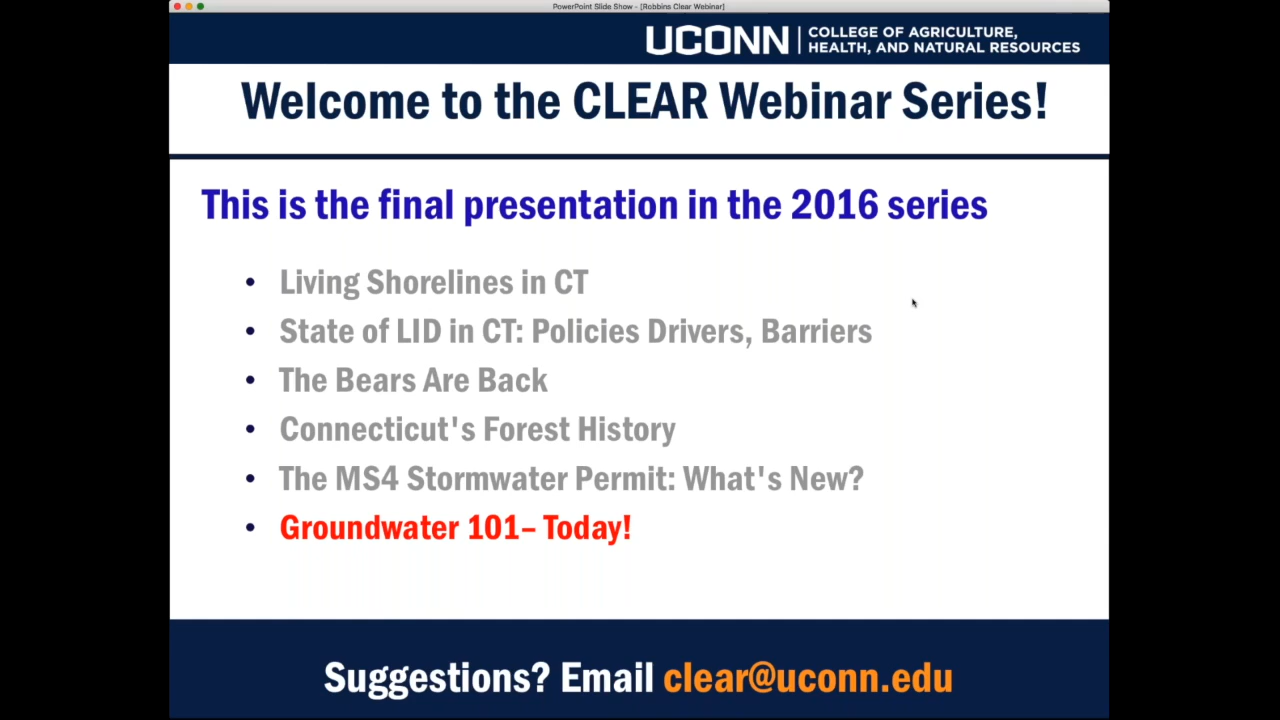 PowerPoint Slide Show - [Robbins Clear Webinar]
UCONN
COLLEGE OF AGRICULTURE,
HEALTH, AND NATURAL RESOURCES
Welcome to the CLEAR Webinar Series!
This is the final presentation in the 2016 series
• Living Shorelines in CT
• State of LID in CT: Policies Drivers, Barriers
• The Bears Are Back
• Connecticut's Forest History
• The MS4 Stormwater Permit: What's New?
• Groundwater 101– Today!
Suggestions? Email clear@uconn.edu